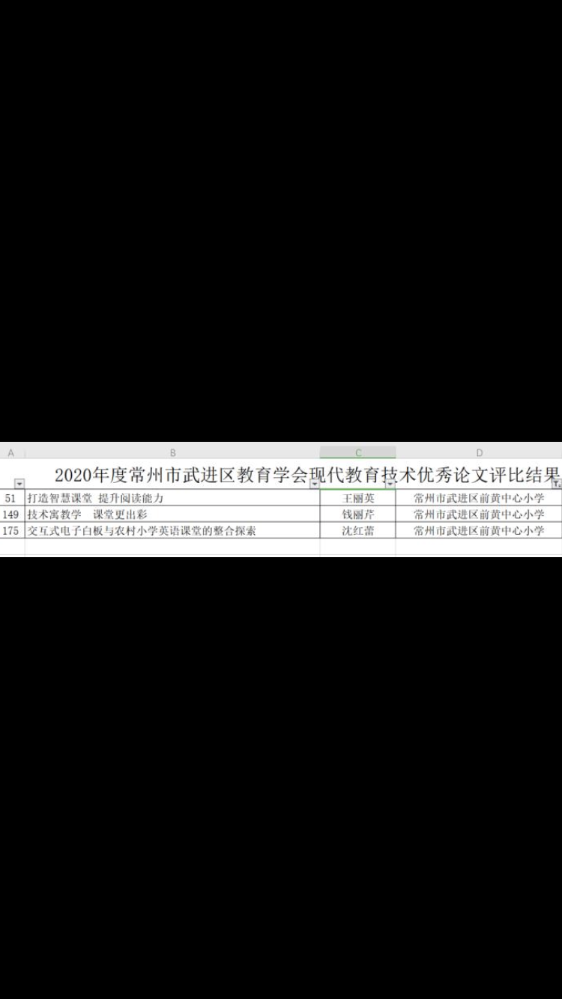 A B C D
2020年度常州市武进区教育学会现代教育技术优秀论文评比结果
51 打造智慧课堂 提升阅读能力 王丽英 常州市武进区前黄中心小学
149 技术寓教学 课堂更出彩 钱丽芹 常州市武进区前黄中心小学
175 交互式电子白板与农村小学英语课堂的整合探索 沈红蕾 常州市武进区前黄中心小学